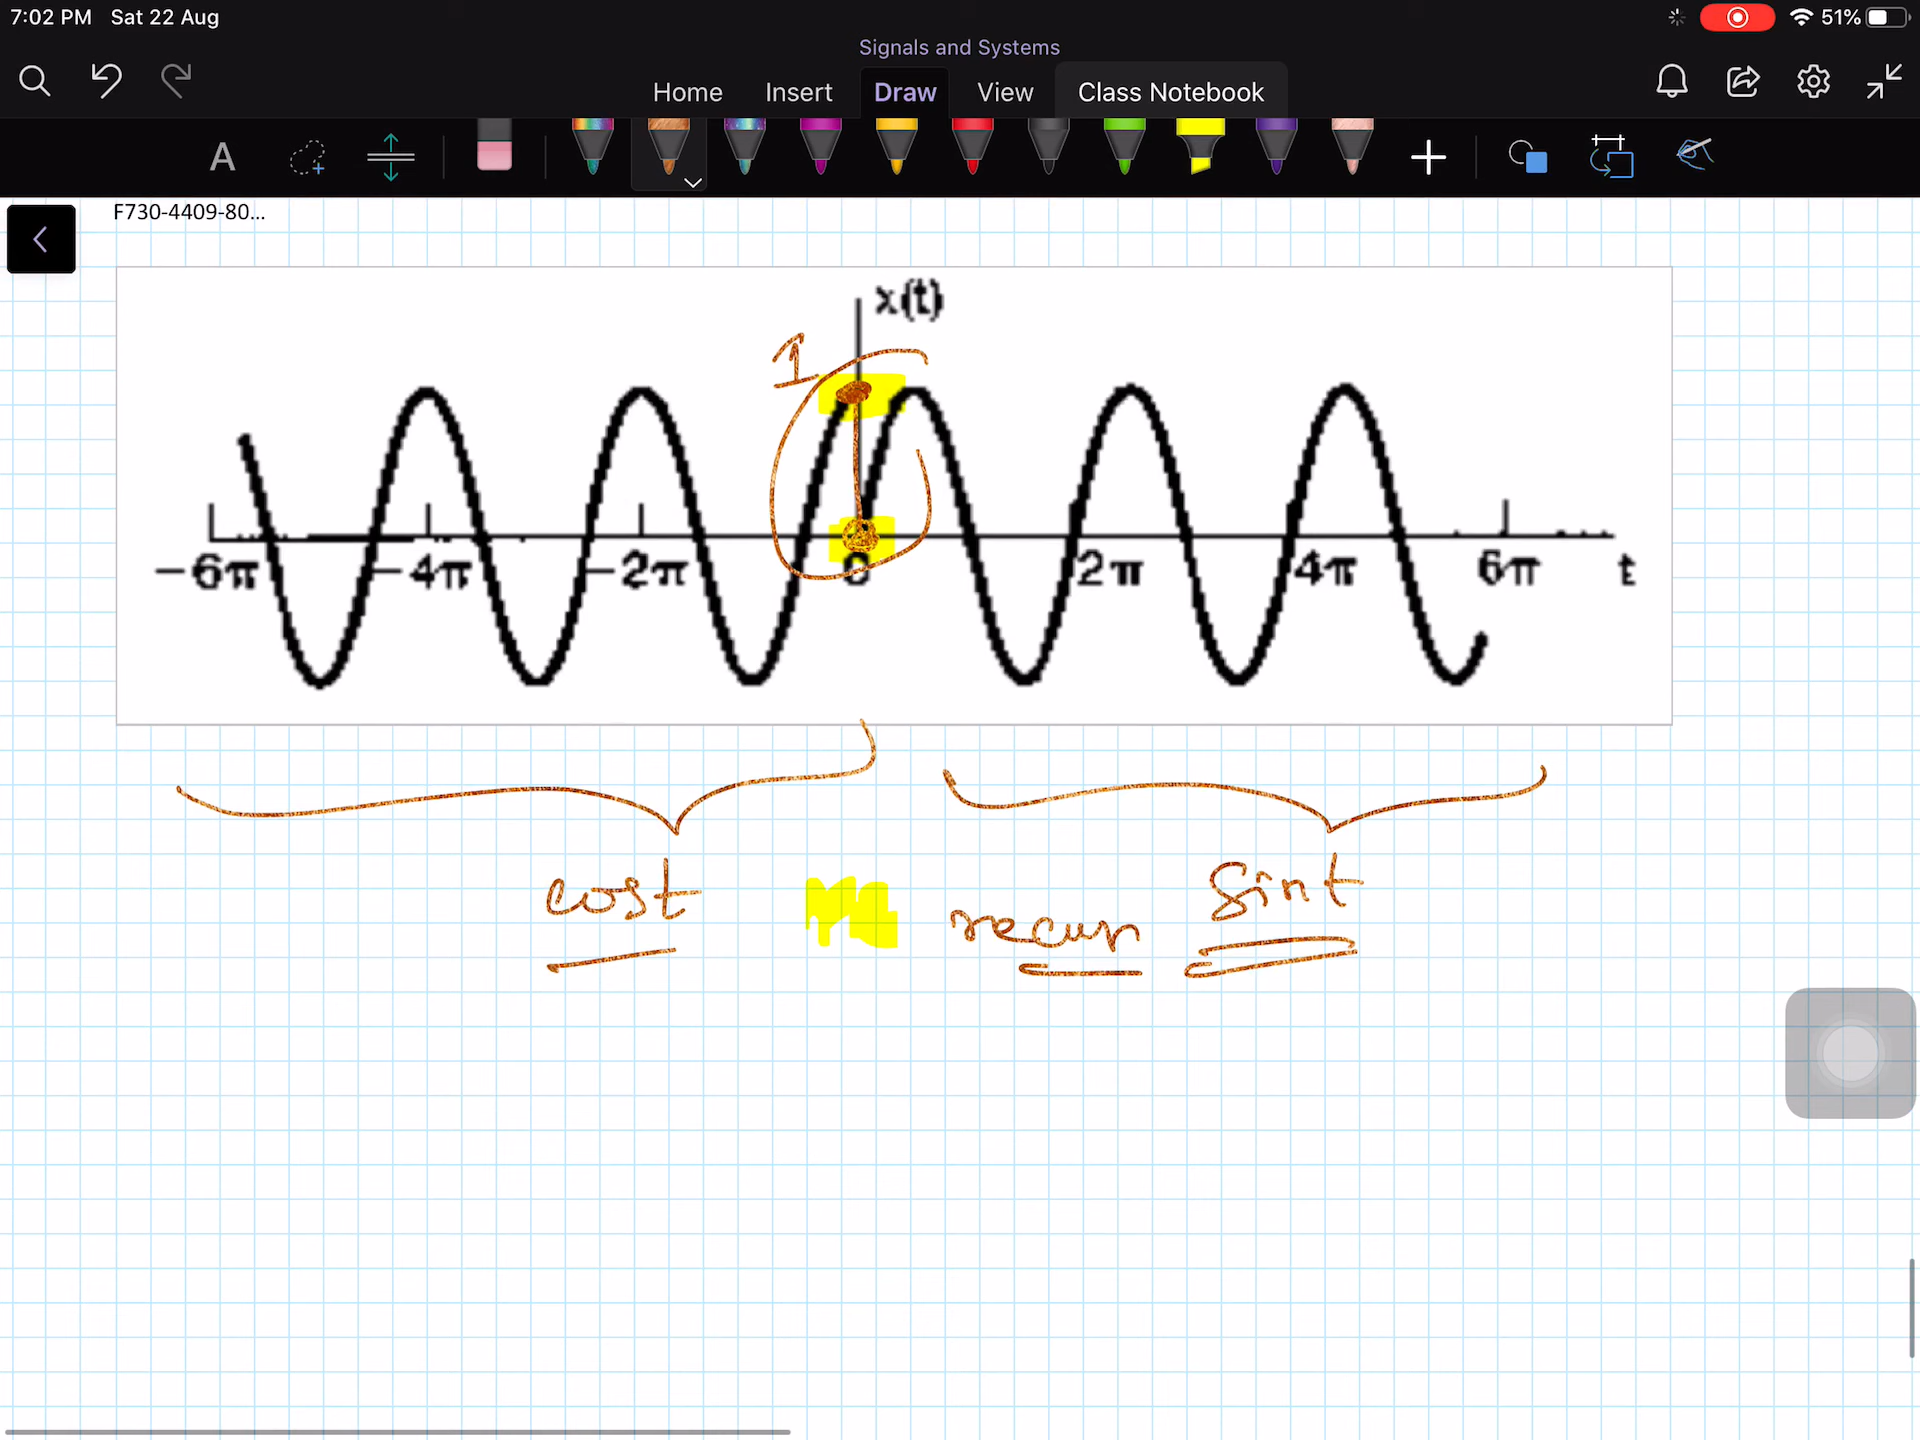 7:02 PM Sat 22 Aug 51%
Signals and Systems
Home Insert Draw View Class Notebook
A
F730-4409-80...
x(t)
1
-6π -4π -2π 0 2π 4π 6π t
cost recur sint